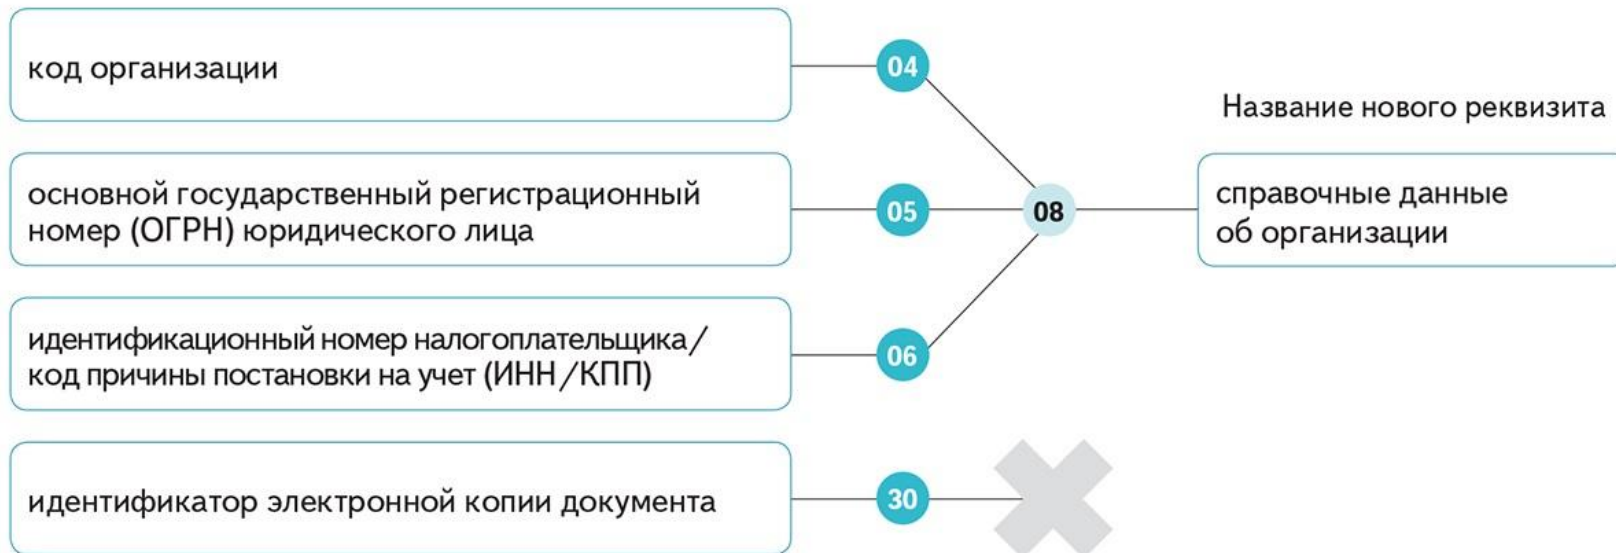 код организации
04
Название нового реквизита
основной государственный регистрационный
номер (ОГРН) юридического лица
05
08
справочные данные
об организации
идентификационный номер налогоплательщика/
код причины постановки на учет (ИНН/КПП)
06
идентификатор электронной копии документа
30